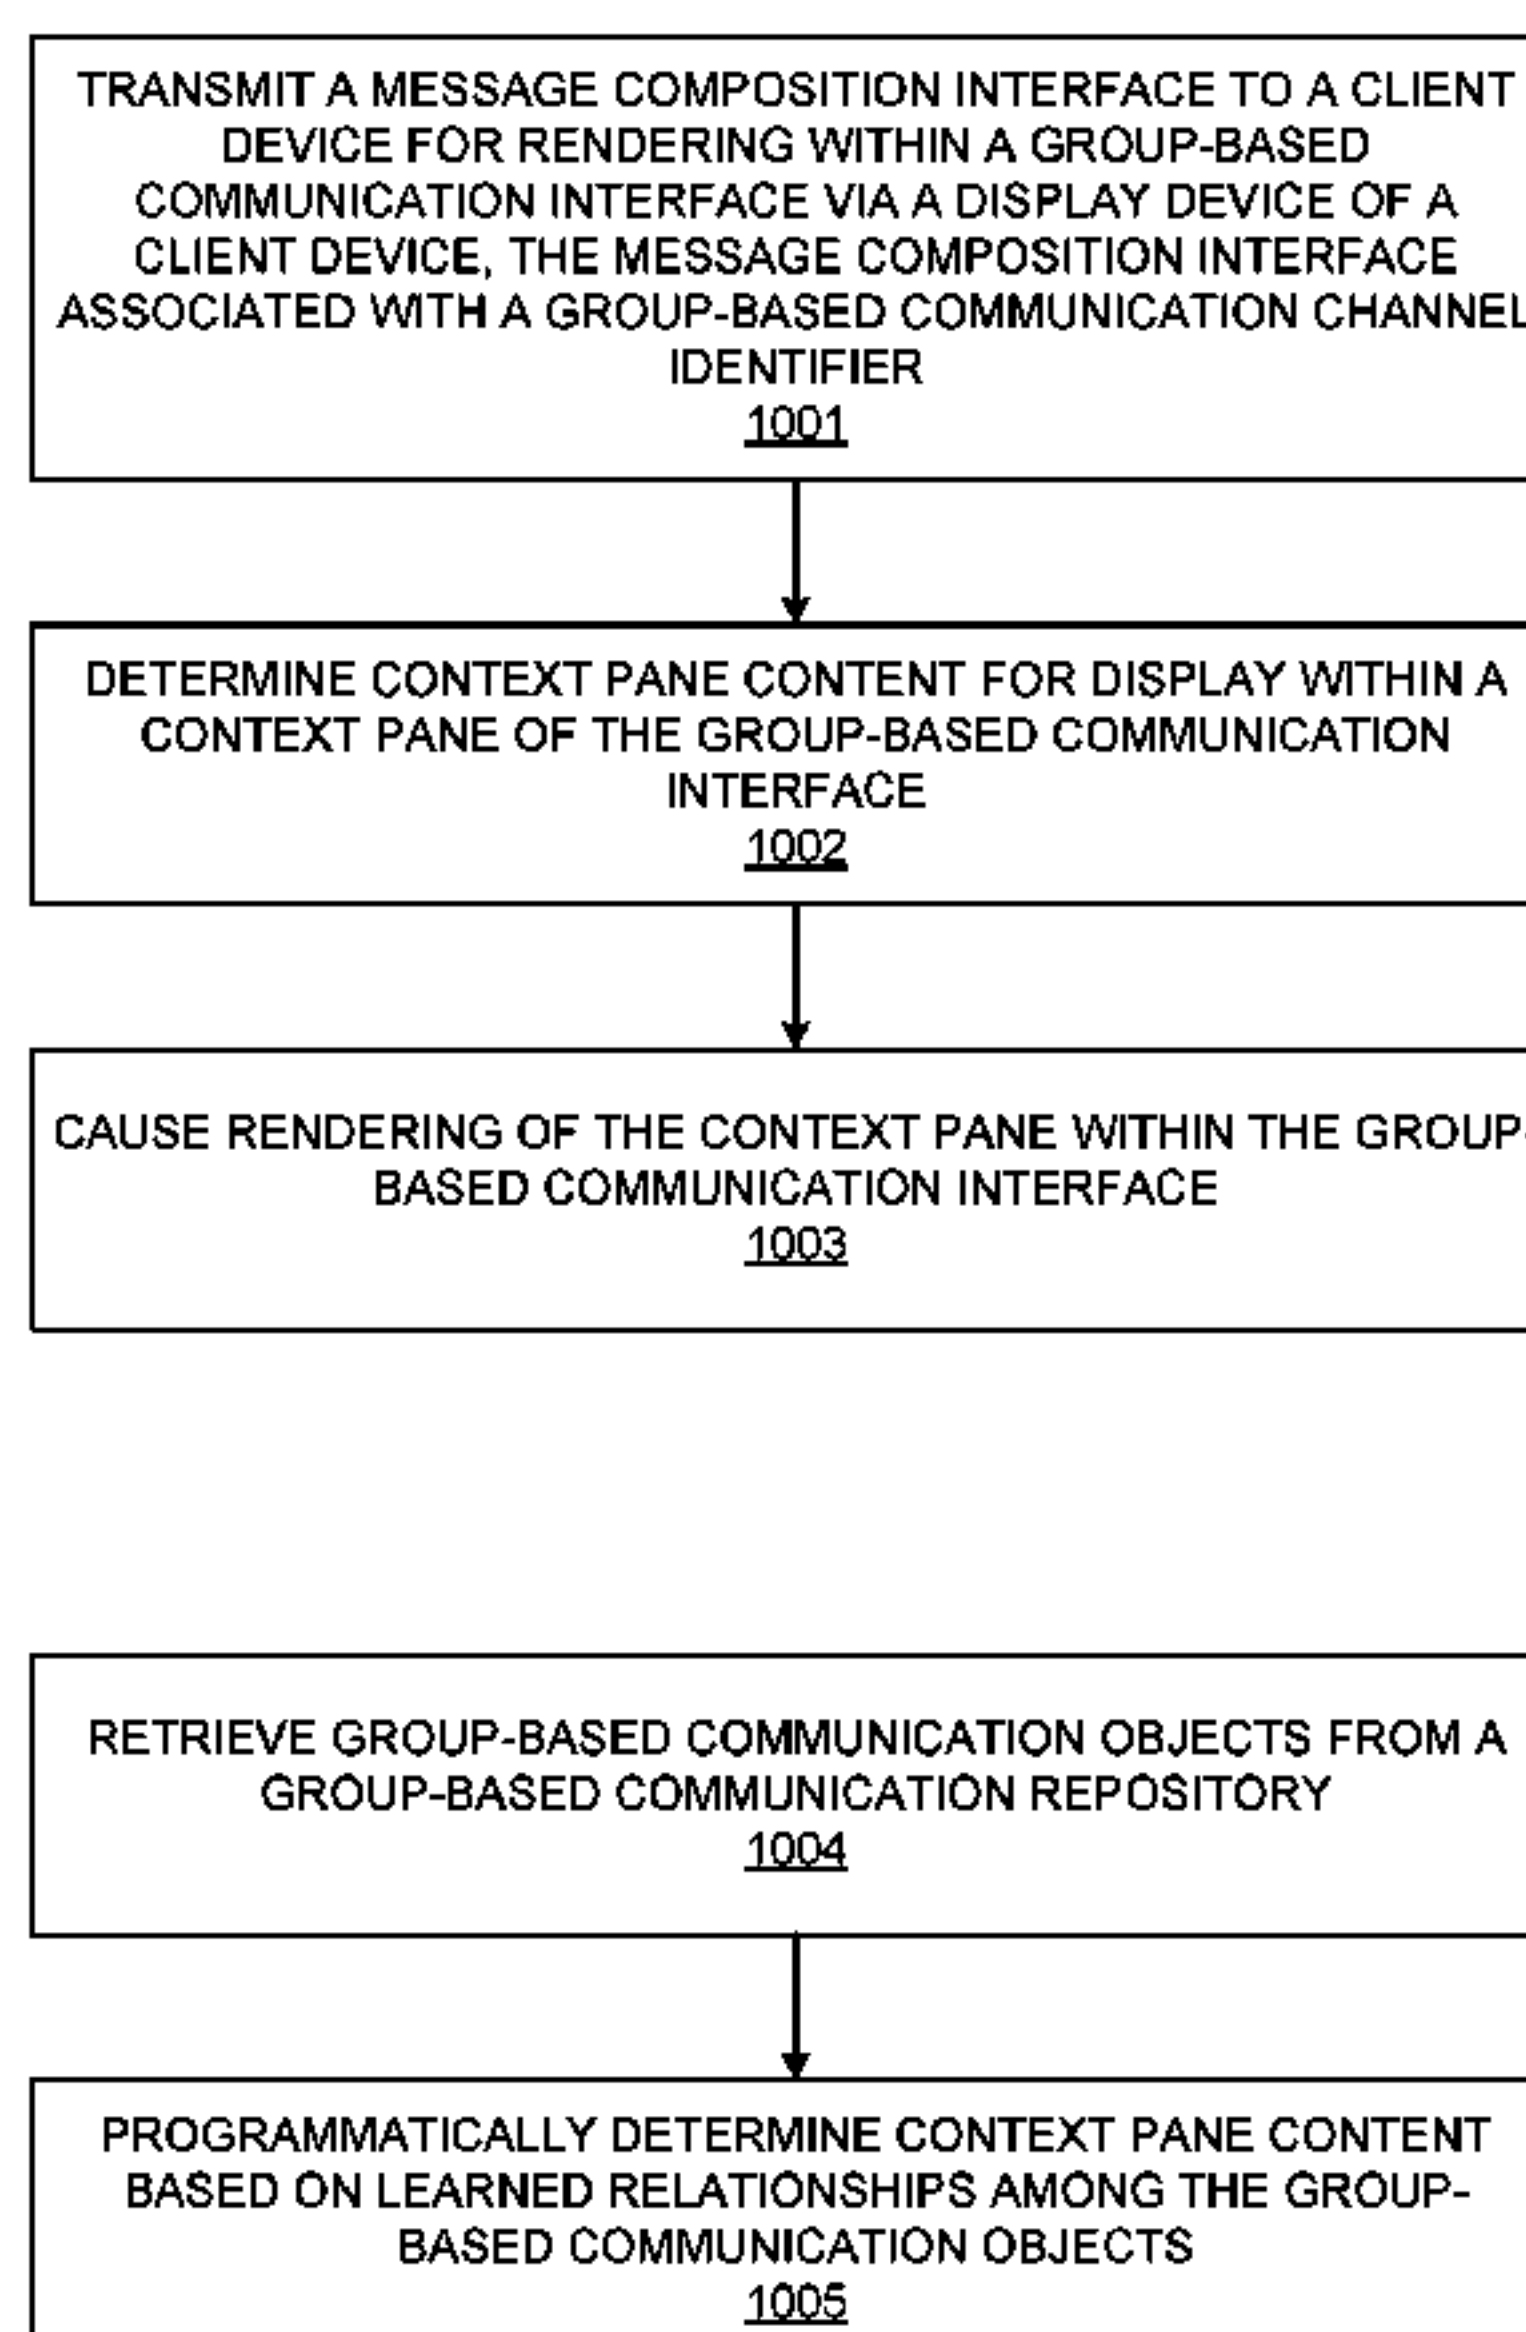 TRANSMIT A MESSAGE COMPOSITION INTERFACE TO A CLIENT
DEVICE FOR RENDERING WITHIN A GROUP-BASED
COMMUNICATION INTERFACE VIA A DISPLAY DEVICE OF A
CLIENT DEVICE, THE MESSAGE COMPOSITION INTERFACE
ASSOCIATED WITH A GROUP-BASED COMMUNICATION CHANNEL
IDENTIFIER
1001
DETERMINE CONTEXT PANE CONTENT FOR DISPLAY WITHIN A
CONTEXT PANE OF THE GROUP-BASED COMMUNICATION
INTERFACE
1002
CAUSE RENDERING OF THE CONTEXT PANE WITHIN THE GROUP-
BASED COMMUNICATION INTERFACE
1003
RETRIEVE GROUP-BASED COMMUNICATION OBJECTS FROM A
GROUP-BASED COMMUNICATION REPOSITORY
1004
PROGRAMMATICALLY DETERMINE CONTEXT PANE CONTENT
BASED ON LEARNED RELATIONSHIPS AMONG THE GROUP-
BASED COMMUNICATION OBJECTS
1005